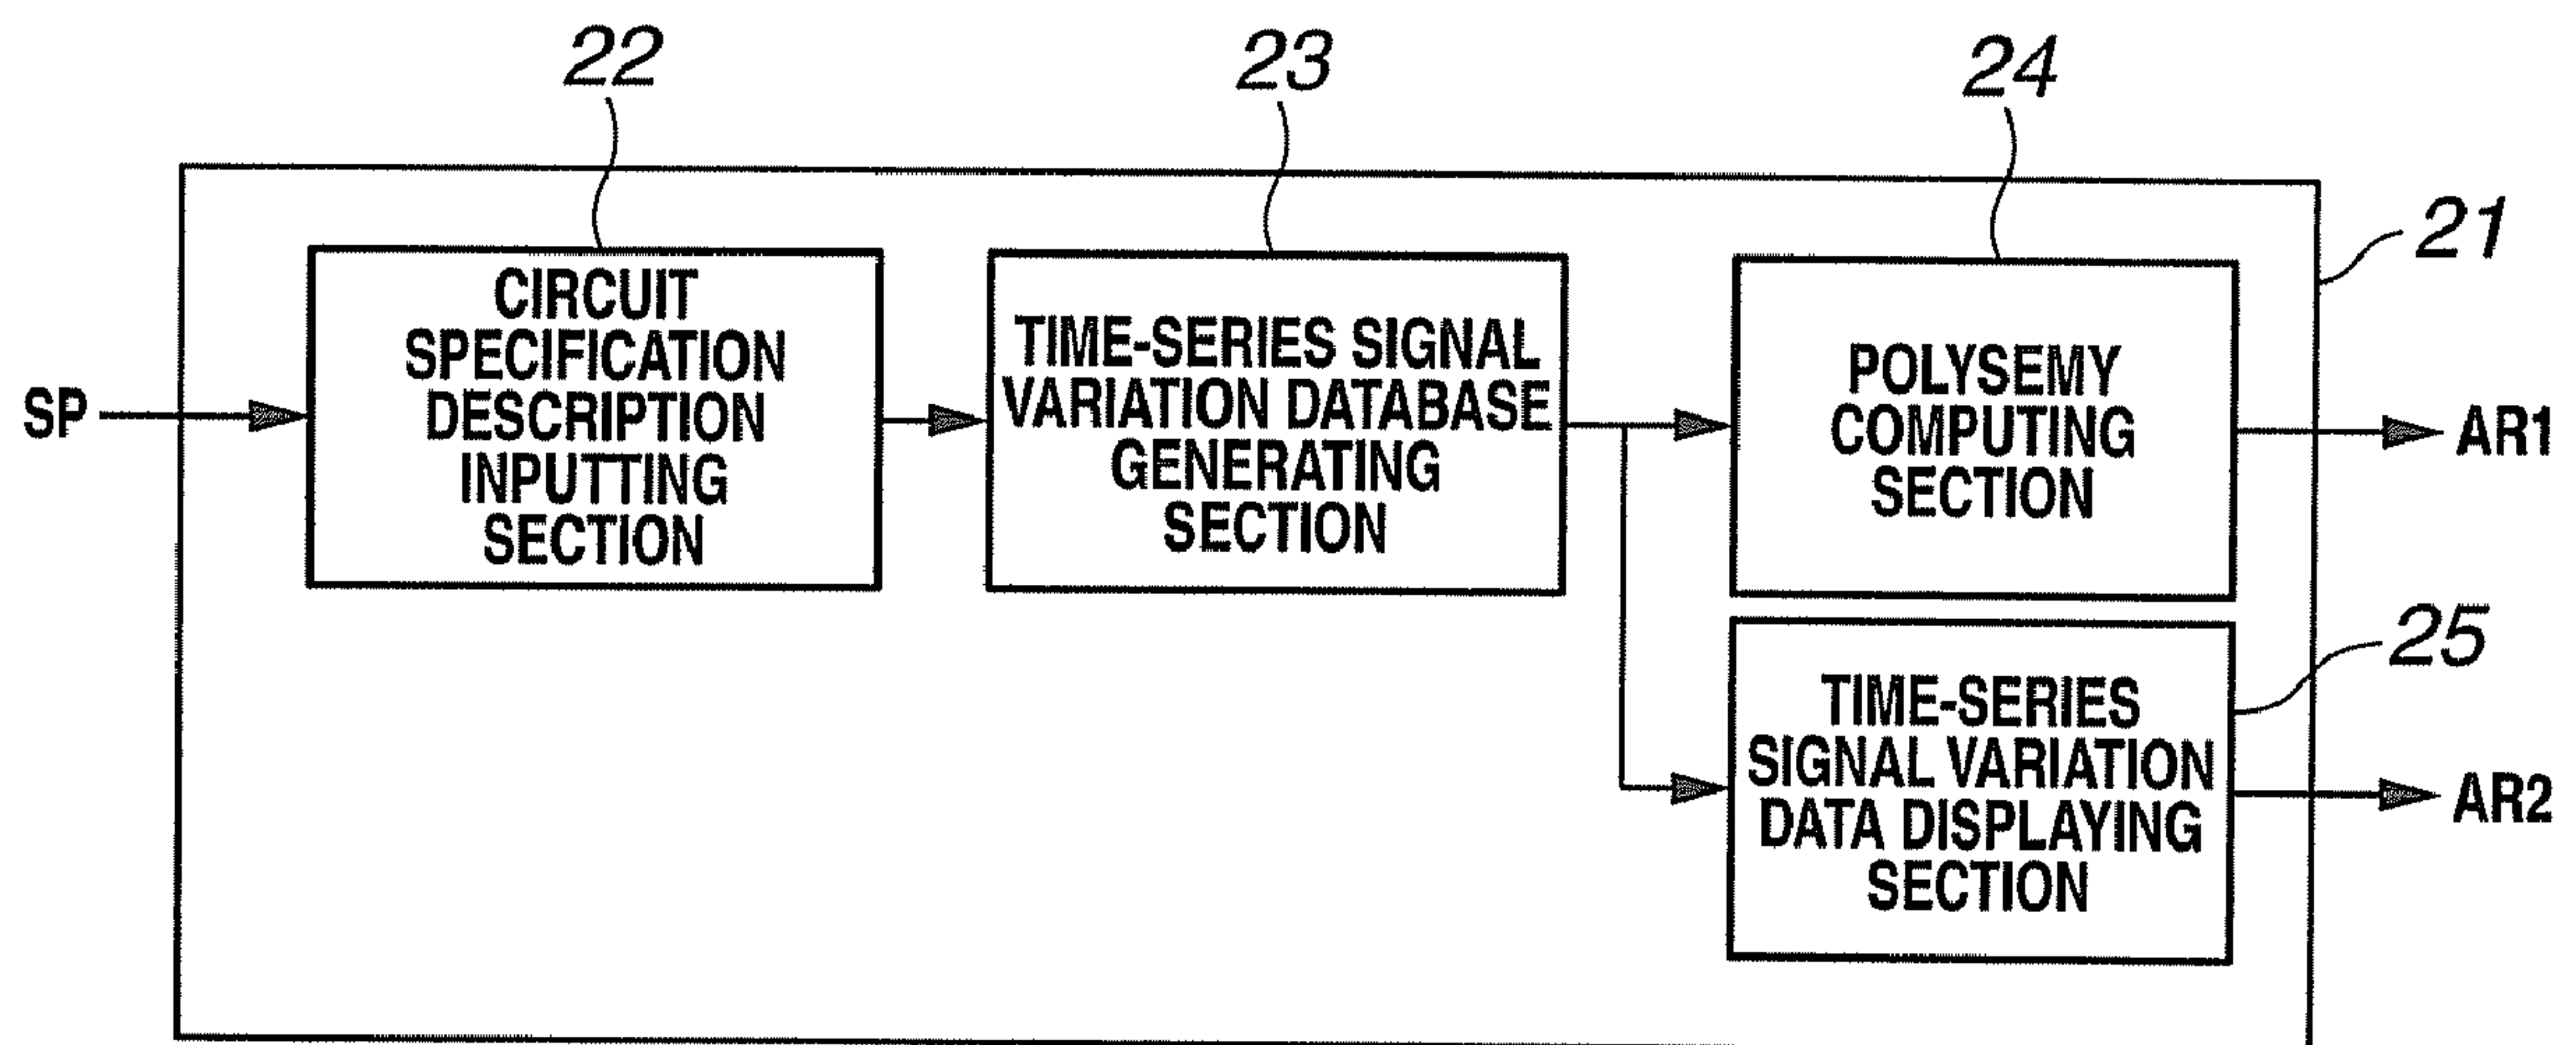 22
23
24
21
SP
CIRCUIT
SPECIFICATION
DESCRIPTION
INPUTTING
SECTION
TIME-SERIES SIGNAL
VARIATION DATABASE
GENERATING
SECTION
POLYSEMY
COMPUTING
SECTION
AR1
25
TIME-SERIES
SIGNAL VARIATION
DATA DISPLAYING
SECTION
AR2